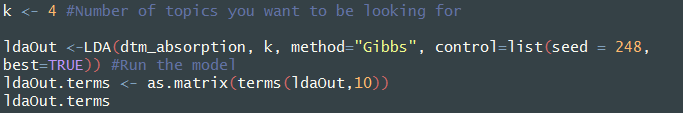 k <- 4 #Number of topics you want to be looking for
ldaOut <-LDA(dtm_absorption, k, method="Gibbs", control=list(seed = 248,
best=TRUE)) #Run the model
ldaOut.terms <- as.matrix(terms(ldaOut,10))
ldaOut.terms